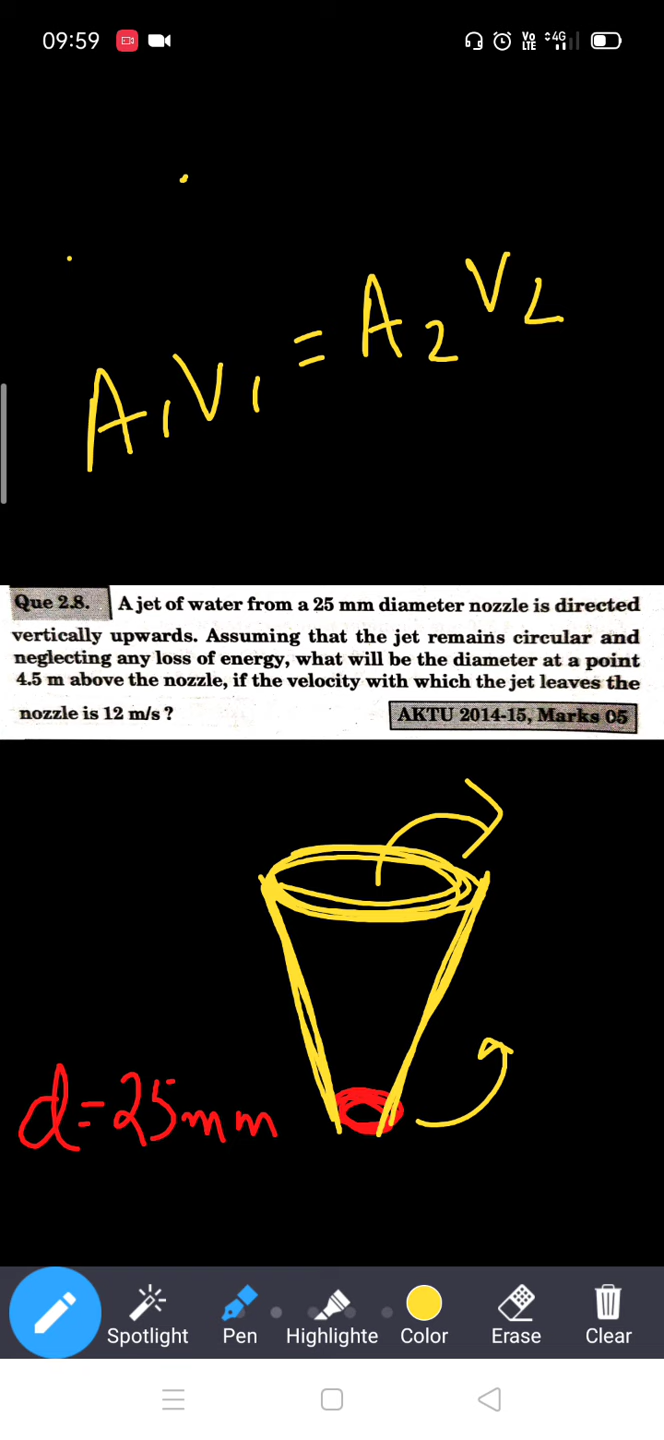 09:59
Vo LTE 4G
A1V1 = A2V2
Que 2.8. A jet of water from a 25 mm diameter nozzle is directed
vertically upwards. Assuming that the jet remains circular and
neglecting any loss of energy, what will be the diameter at a point
4.5 m above the nozzle, if the velocity with which the jet leaves the
nozzle is 12 m/s ? AKTU 2014-15, Marks 05
d=25mm
Spotlight Pen Highlighte Color Erase Clear